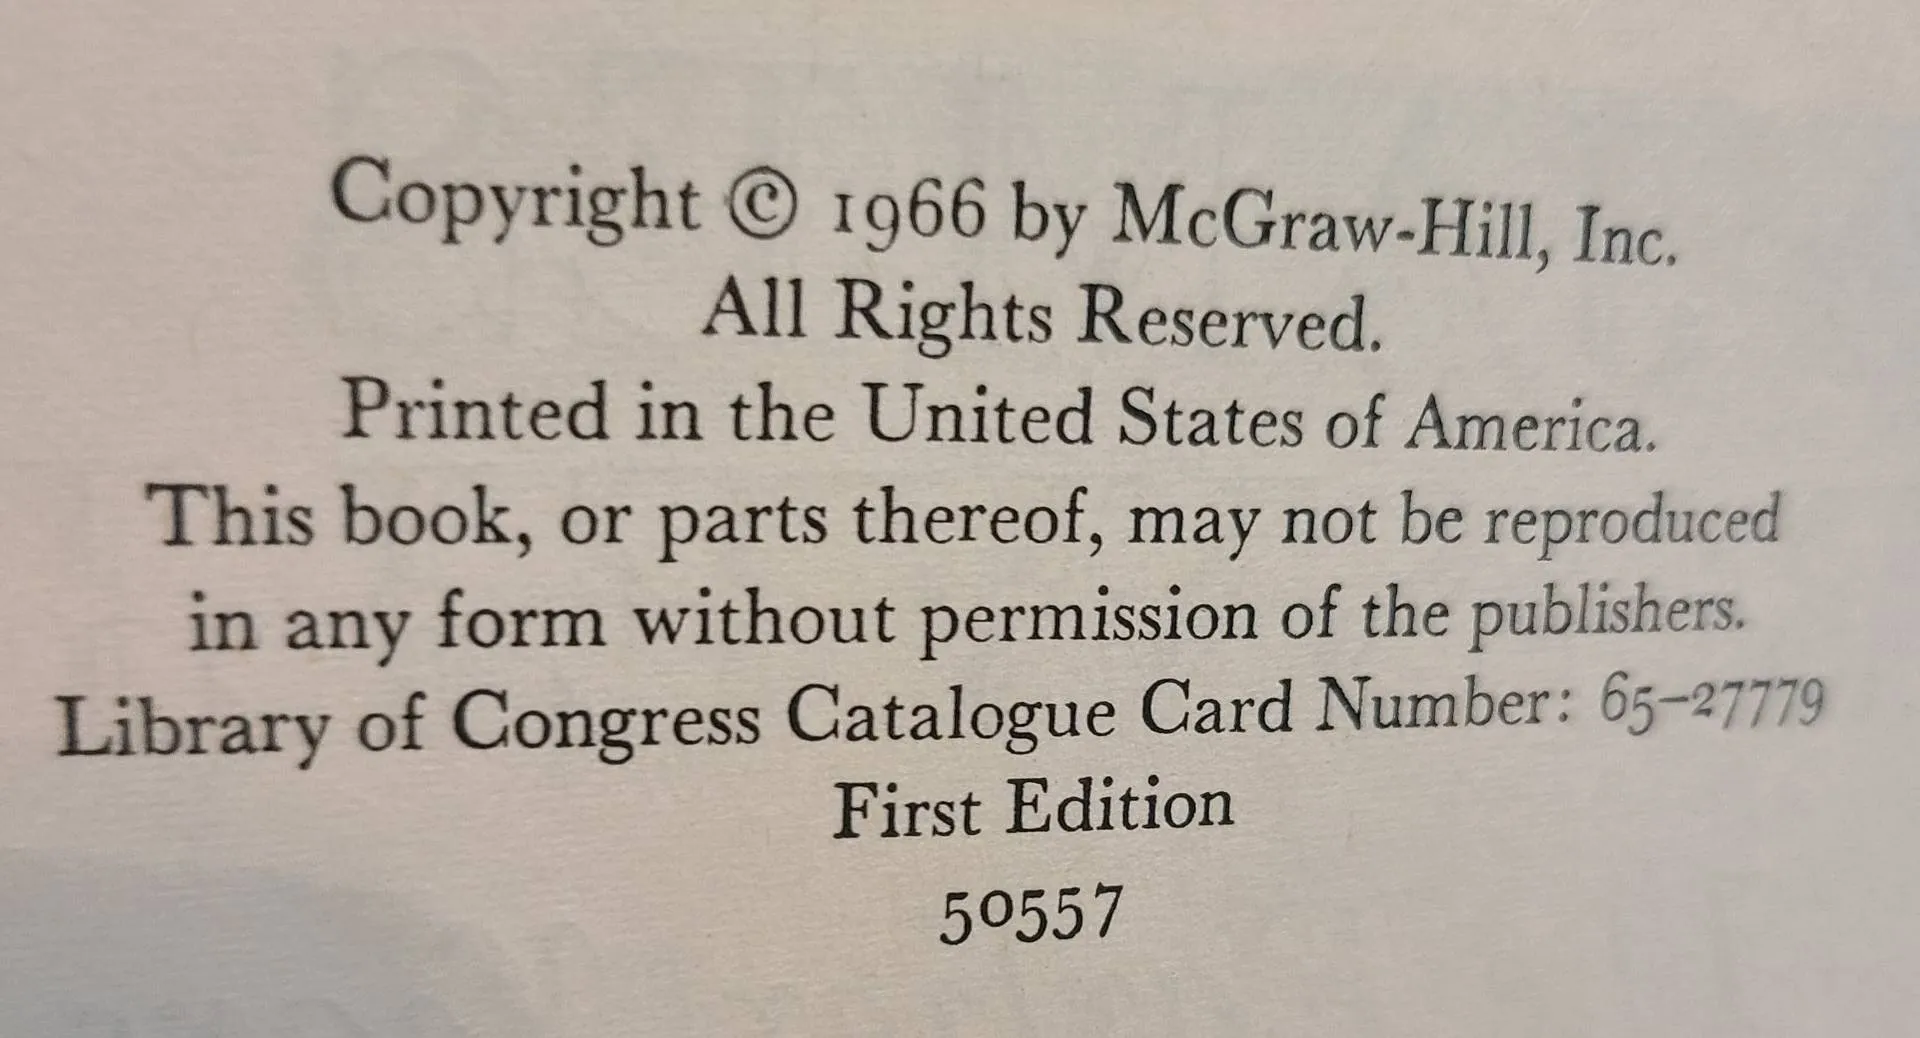 Copyright © 1966 by McGraw-Hill, Inc.
All Rights Reserved.
Printed in the United States of America.
This book, or parts thereof, may not be reproduced
in any form without permission of the publishers.
Library of Congress Catalogue Card Number: 65-27779
First Edition
50557